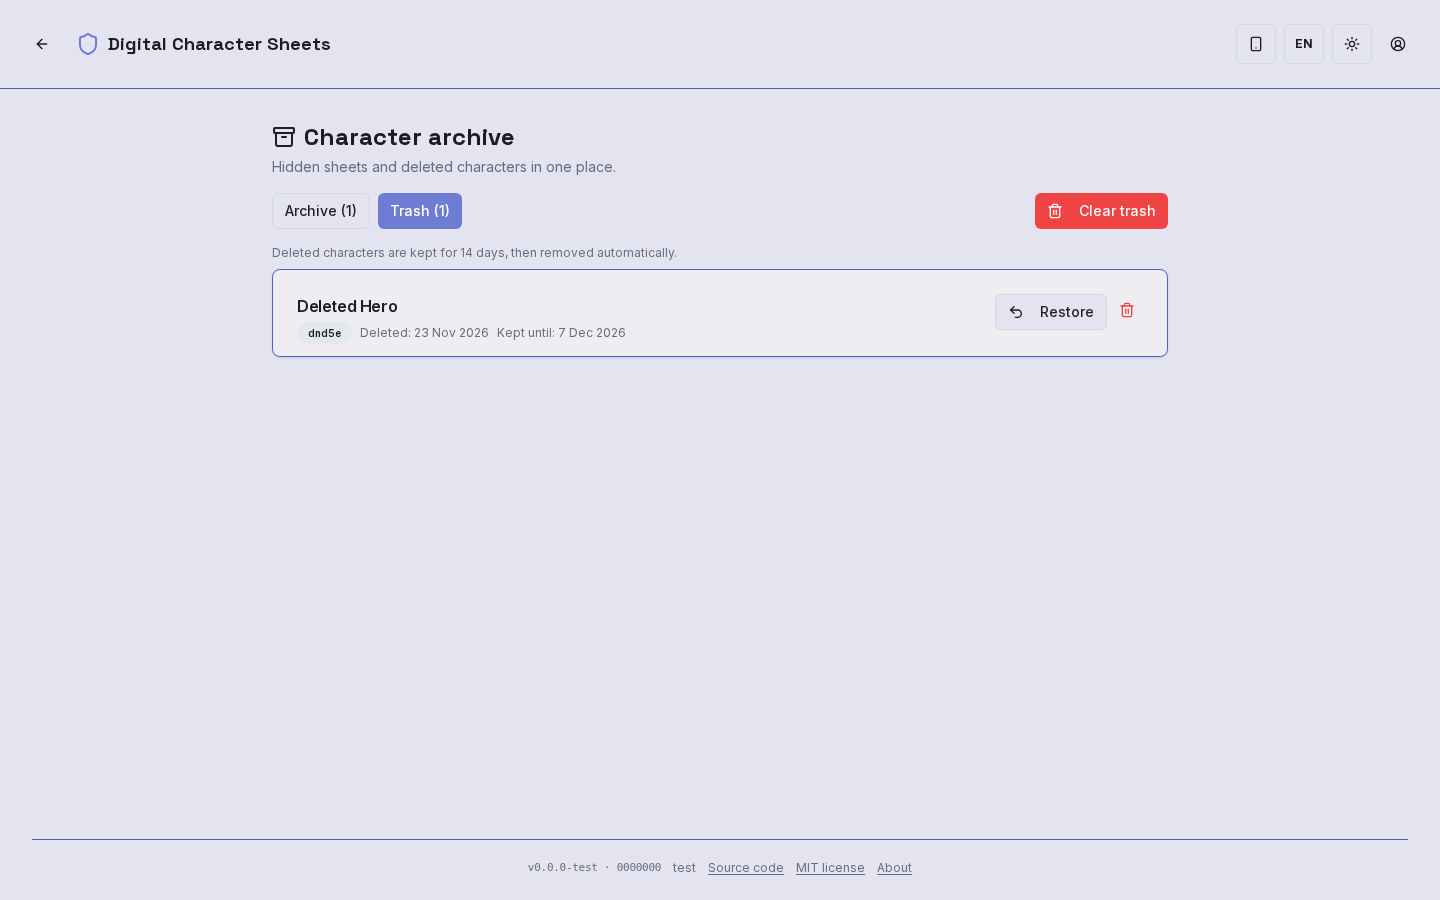 Digital Character Sheets
EN
Character archive
Hidden sheets and deleted characters in one place.
Archive (1)
Trash (1)
Clear trash
Deleted characters are kept for 14 days, then removed automatically.
Deleted Hero
Restore
dnd5e Deleted: 23 Nov 2026 Kept until: 7 Dec 2026
v0.0.0-test · 0000000 test Source code MIT license About